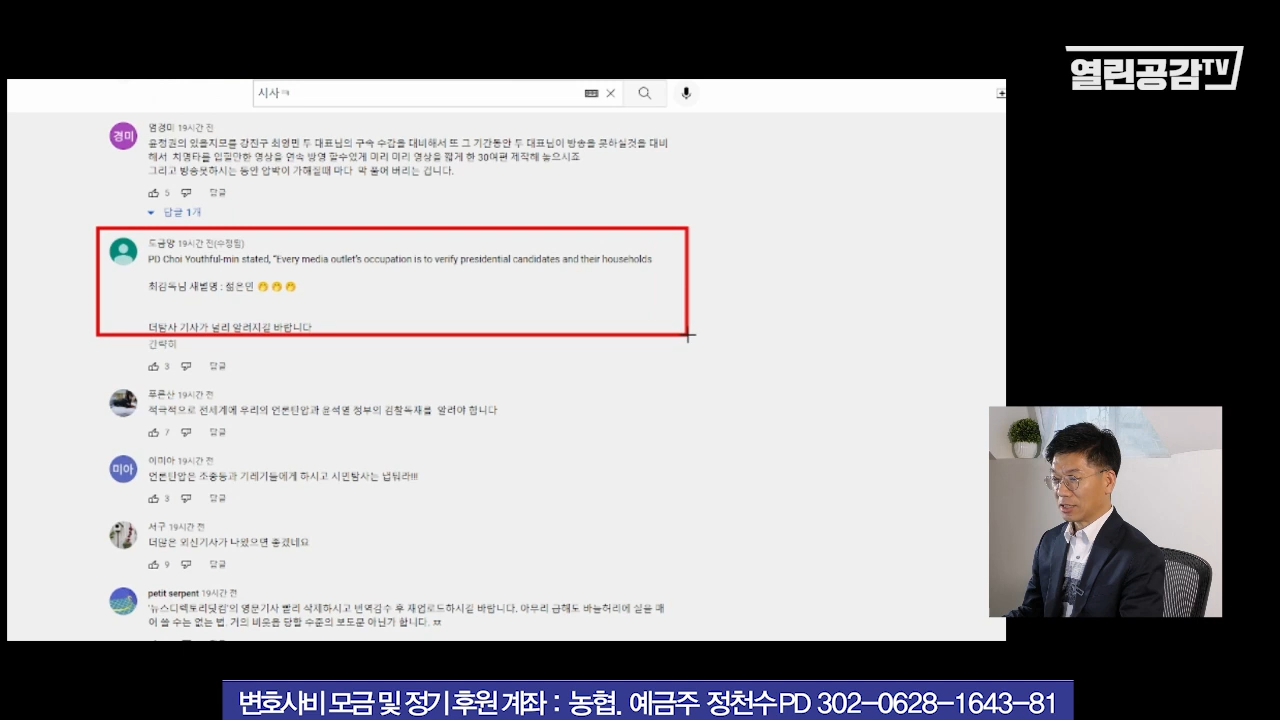 열린공감TV
시사ㅋ
경미
염경미 19시간 전
윤정권의 있을지모를 강진구 최영민 두 대표님의 구속 수감을 대비해서 또 그 기간동안 두 대표님이 방송을 못하실것을 대비
해서 치명타를 입힐만한 영상을 연속 방영 할수있게 미리 미리 영상을 짧게 한 30여편 제작해 놓으시죠
그리고 방송못하시는 동안 압박이 가해질때 마다 막 풀어 버리는 겁니다.
5 답글
답글 1개
도금양 19시간 전(수정됨)
PD Choi Youthful-min stated, “Every media outlet's occupation is to verify presidential candidates and their households
최감독님 새별명 : 젊은민 🤭🤭🤭
더탐사 기사가 널리 알려지길 바랍니다
간략히
3 답글
푸른산 19시간 전
적극적으로 전세계에 우리의 언론탄압과 윤석열 정부의 검찰독재를 알려야 합니다
7 답글
미아
이미아 19시간 전
언론탄압은 조중동과 기레기들에게 하시고 시민탐사는 냅둬라!!!
3 답글
서구 19시간 전
더많은 외신기사가 나왔으면 좋겠네요
9 답글
petit serpent 19시간 전
'뉴스디렉토리닷컴'의 영문기사 빨리 삭제하시고 번역검수 후 재업로드하시길 바랍니다. 아무리 급해도 바늘허리에 실을 매
어 쓸 수는 없는 법. 거의 비웃음 당할 수준의 보도문 아닌가 합니다. ㅠ
변호사비 모금 및 정기 후원 계좌 : 농협. 예금주 정천수PD 302-0628-1643-81